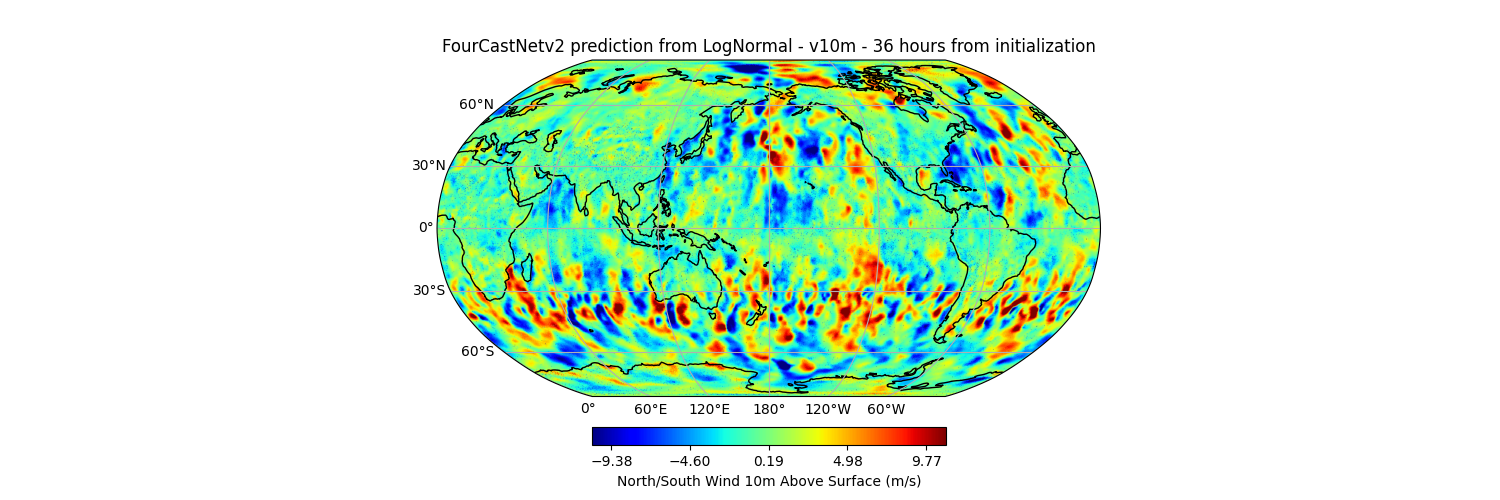 FourCastNetv2 prediction from LogNormal - v10m - 36 hours from initialization
60°N
30°N
0°
30°S
60°S
0° 60°E 120°E 180° 120°W 60°W
−9.38 −4.60 0.19 4.98 9.77
North/South Wind 10m Above Surface (m/s)